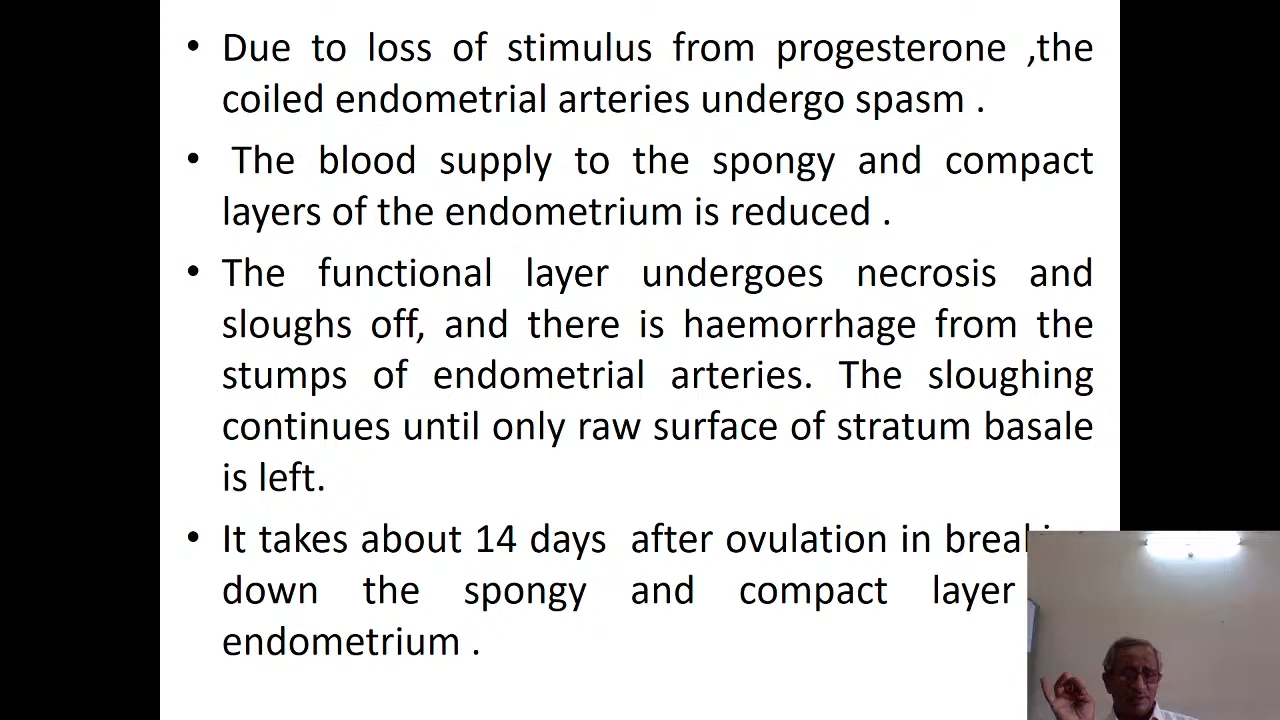 • Due to loss of stimulus from progesterone ,the
coiled endometrial arteries undergo spasm .
• The blood supply to the spongy and compact
layers of the endometrium is reduced .
• The functional layer undergoes necrosis and
sloughs off, and there is haemorrhage from the
stumps of endometrial arteries. The sloughing
continues until only raw surface of stratum basale
is left.
• It takes about 14 days after ovulation in
down the spongy and compact layer
endometrium .